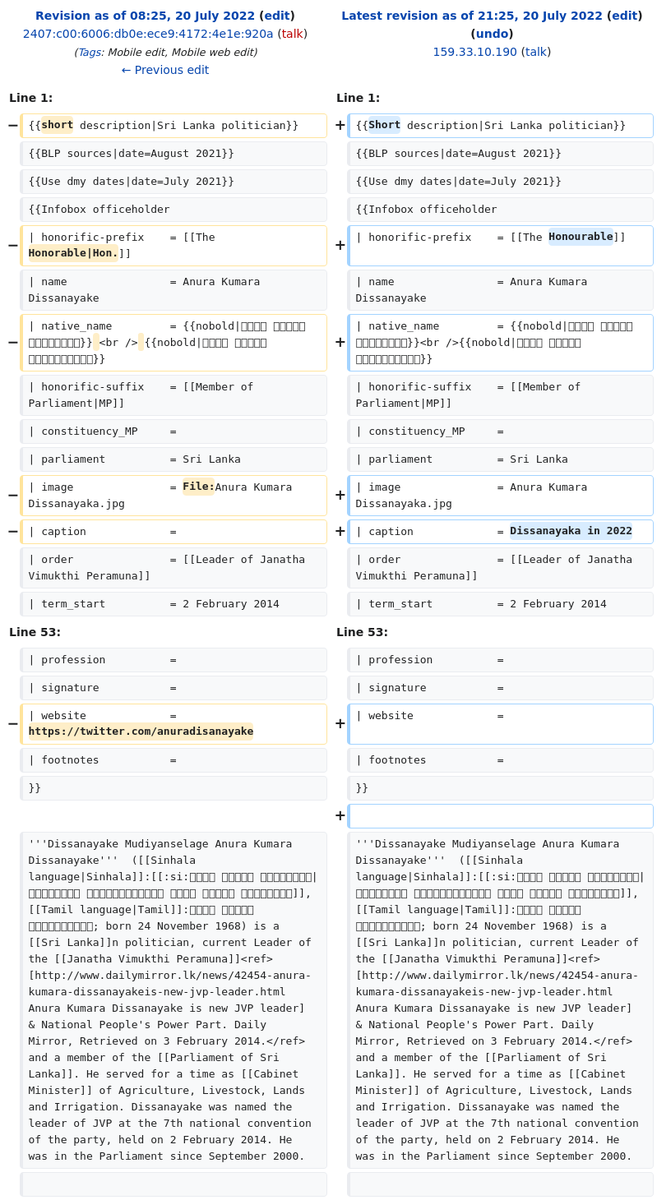 Revision as of 08:25, 20 July 2022 (edit)
2407:c00:6006:db0e:ece9:4172:4e1e:920a (talk)
(Tags: Mobile edit, Mobile web edit)
← Previous edit
Latest revision as of 21:25, 20 July 2022 (edit)
(undo)
159.33.10.190 (talk)
Line 1:
Line 1:
− {{short description|Sri Lanka politician}}
+ {{Short description|Sri Lanka politician}}
{{BLP sources|date=August 2021}}
{{BLP sources|date=August 2021}}
{{Use dmy dates|date=July 2021}}
{{Use dmy dates|date=July 2021}}
{{Infobox officeholder
{{Infobox officeholder
− | honorific-prefix = [[The
Honorable|Hon.]]
+ | honorific-prefix = [[The Honourable]]
| name = Anura Kumara
Dissanayake
| name = Anura Kumara
Dissanayake
− | native_name = {{nobold|
}} <br /> {{nobold|
}}
+ | native_name = {{nobold|
}}<br />{{nobold|
}}
| honorific-suffix = [[Member of
Parliament|MP]]
| honorific-suffix = [[Member of
Parliament|MP]]
| constituency_MP =
| constituency_MP =
| parliament = Sri Lanka
| parliament = Sri Lanka
− | image = File:Anura Kumara
Dissanayaka.jpg
+ | image = Anura Kumara
Dissanayaka.jpg
− | caption =
+ | caption = Dissanayaka in 2022
| order = [[Leader of Janatha
Vimukthi Peramuna]]
| order = [[Leader of Janatha
Vimukthi Peramuna]]
| term_start = 2 February 2014
| term_start = 2 February 2014
Line 53:
Line 53:
| profession =
| profession =
| signature =
| signature =
− | website =
https://twitter.com/anuradisanayake
+ | website =
| footnotes =
| footnotes =
}}
}}
+
'''Dissanayake Mudiyanselage Anura Kumara
Dissanayake''' ([[Sinhala
language|Sinhala]]:[[:si:
|
]],
[[Tamil language|Tamil]]:
; born 24 November 1968) is a
[[Sri Lanka]]n politician, current Leader of
the [[Janatha Vimukthi Peramuna]]<ref>
[http://www.dailymirror.lk/news/42454-anura-
kumara-dissanayakeis-new-jvp-leader.html
Anura Kumara Dissanayake is new JVP leader]
& National People's Power Part. Daily
Mirror, Retrieved on 3 February 2014.</ref>
and a member of the [[Parliament of Sri
Lanka]]. He served for a time as [[Cabinet
Minister]] of Agriculture, Livestock, Lands
and Irrigation. Dissanayake was named the
leader of JVP at the 7th national convention
of the party, held on 2 February 2014. He
was in the Parliament since September 2000.
'''Dissanayake Mudiyanselage Anura Kumara
Dissanayake''' ([[Sinhala
language|Sinhala]]:[[:si:
|
]],
[[Tamil language|Tamil]]:
; born 24 November 1968) is a
[[Sri Lanka]]n politician, current Leader of
the [[Janatha Vimukthi Peramuna]]<ref>
[http://www.dailymirror.lk/news/42454-anura-
kumara-dissanayakeis-new-jvp-leader.html
Anura Kumara Dissanayake is new JVP leader]
& National People's Power Part. Daily
Mirror, Retrieved on 3 February 2014.</ref>
and a member of the [[Parliament of Sri
Lanka]]. He served for a time as [[Cabinet
Minister]] of Agriculture, Livestock, Lands
and Irrigation. Dissanayake was named the
leader of JVP at the 7th national convention
of the party, held on 2 February 2014. He
was in the Parliament since September 2000.